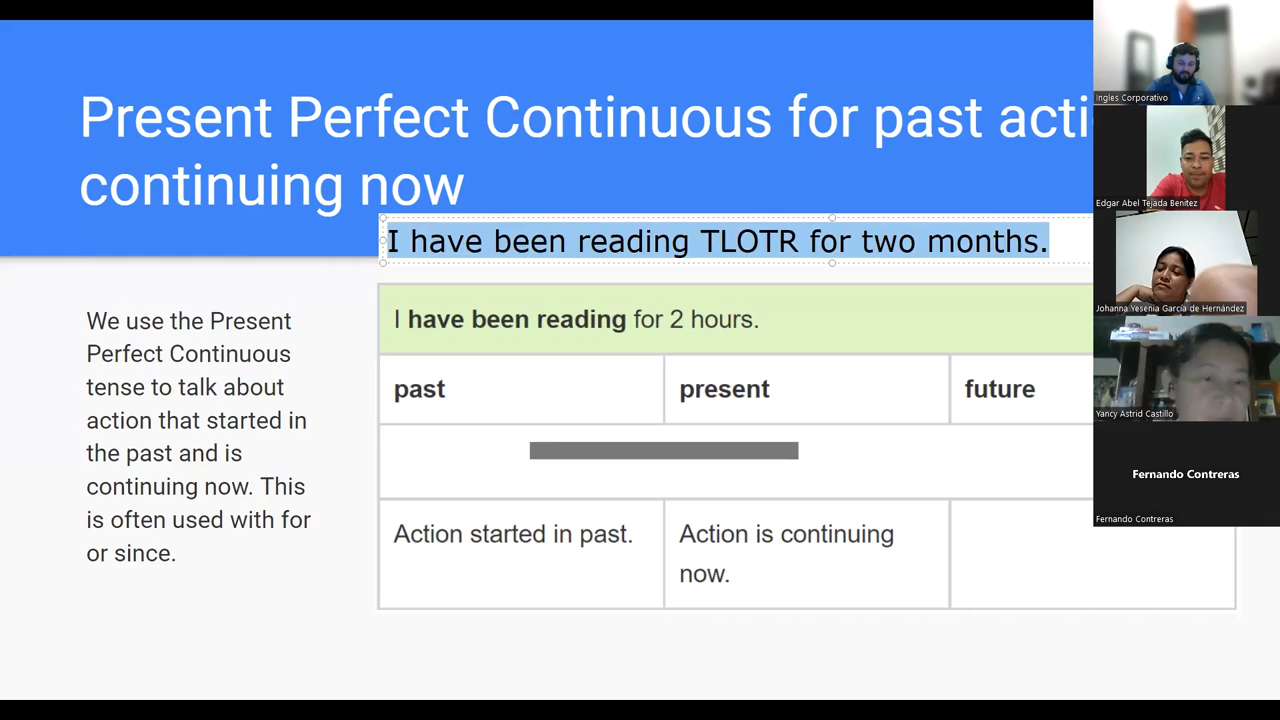 Present Perfect Continuous for past acti
continuing now
I have been reading TLOTR for two months.
We use the Present
Perfect Continuous
tense to talk about
action that started in
the past and is
continuing now. This
is often used with for
or since.
I have been reading for 2 hours.
past present future
Action started in past. Action is continuing
now.
Ingles Corporativo
Edgar Abel Tejada Benitez
Johanna Yesenia García de Hernández
Yancy Astrid Castillo
Fernando Contreras
Fernando Contreras